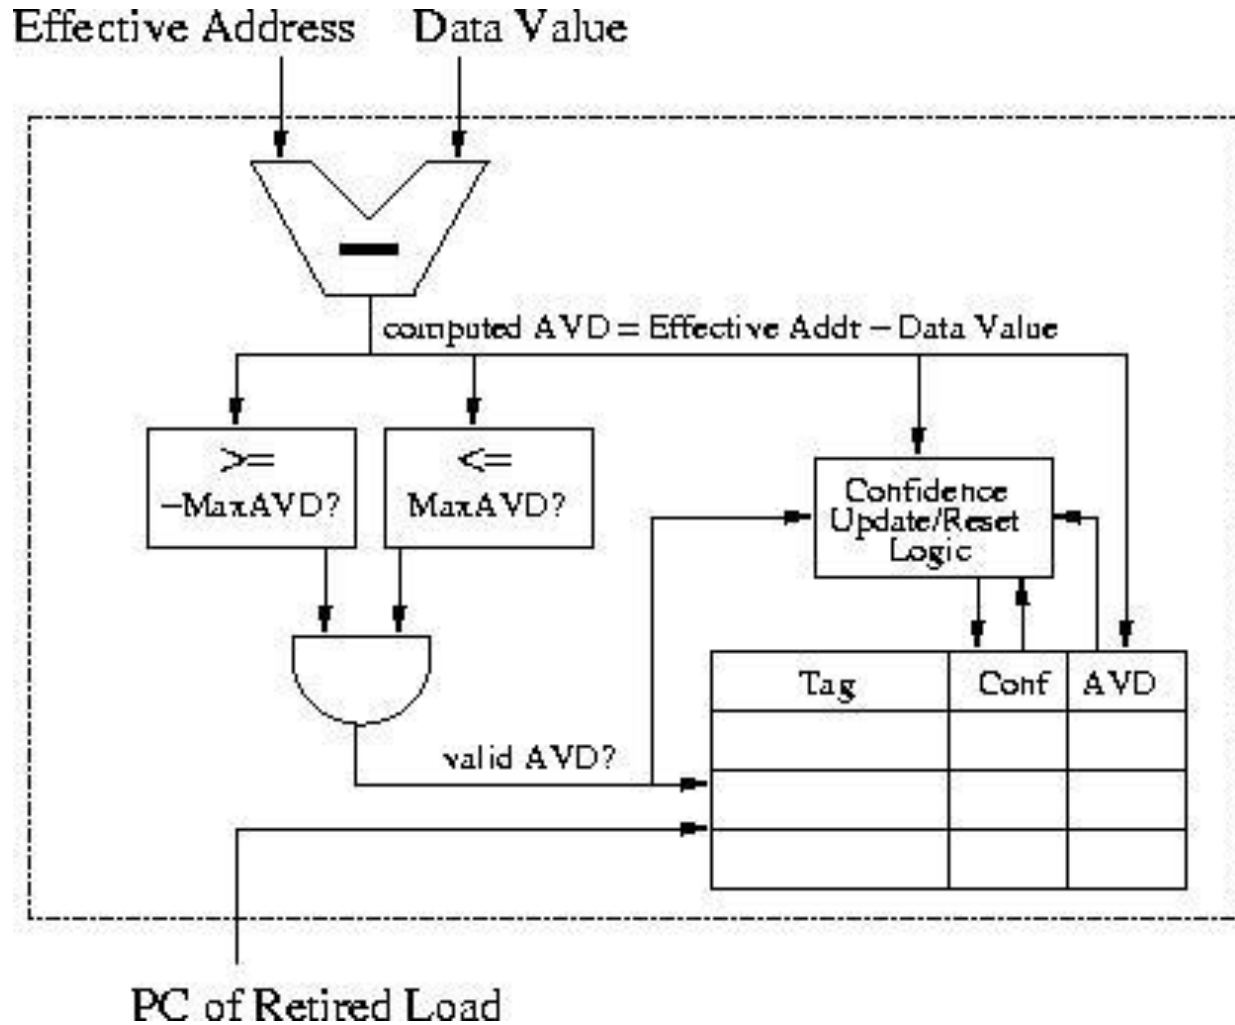 Effective Address
Data Value
computed AVD = Effective Addr − Data Value
>=
−MaxAVD?
<=
MaxAVD?
Confidence
Update/Reset
Logic
Tag
Conf
AVD
valid AVD?
PC of Retired Load